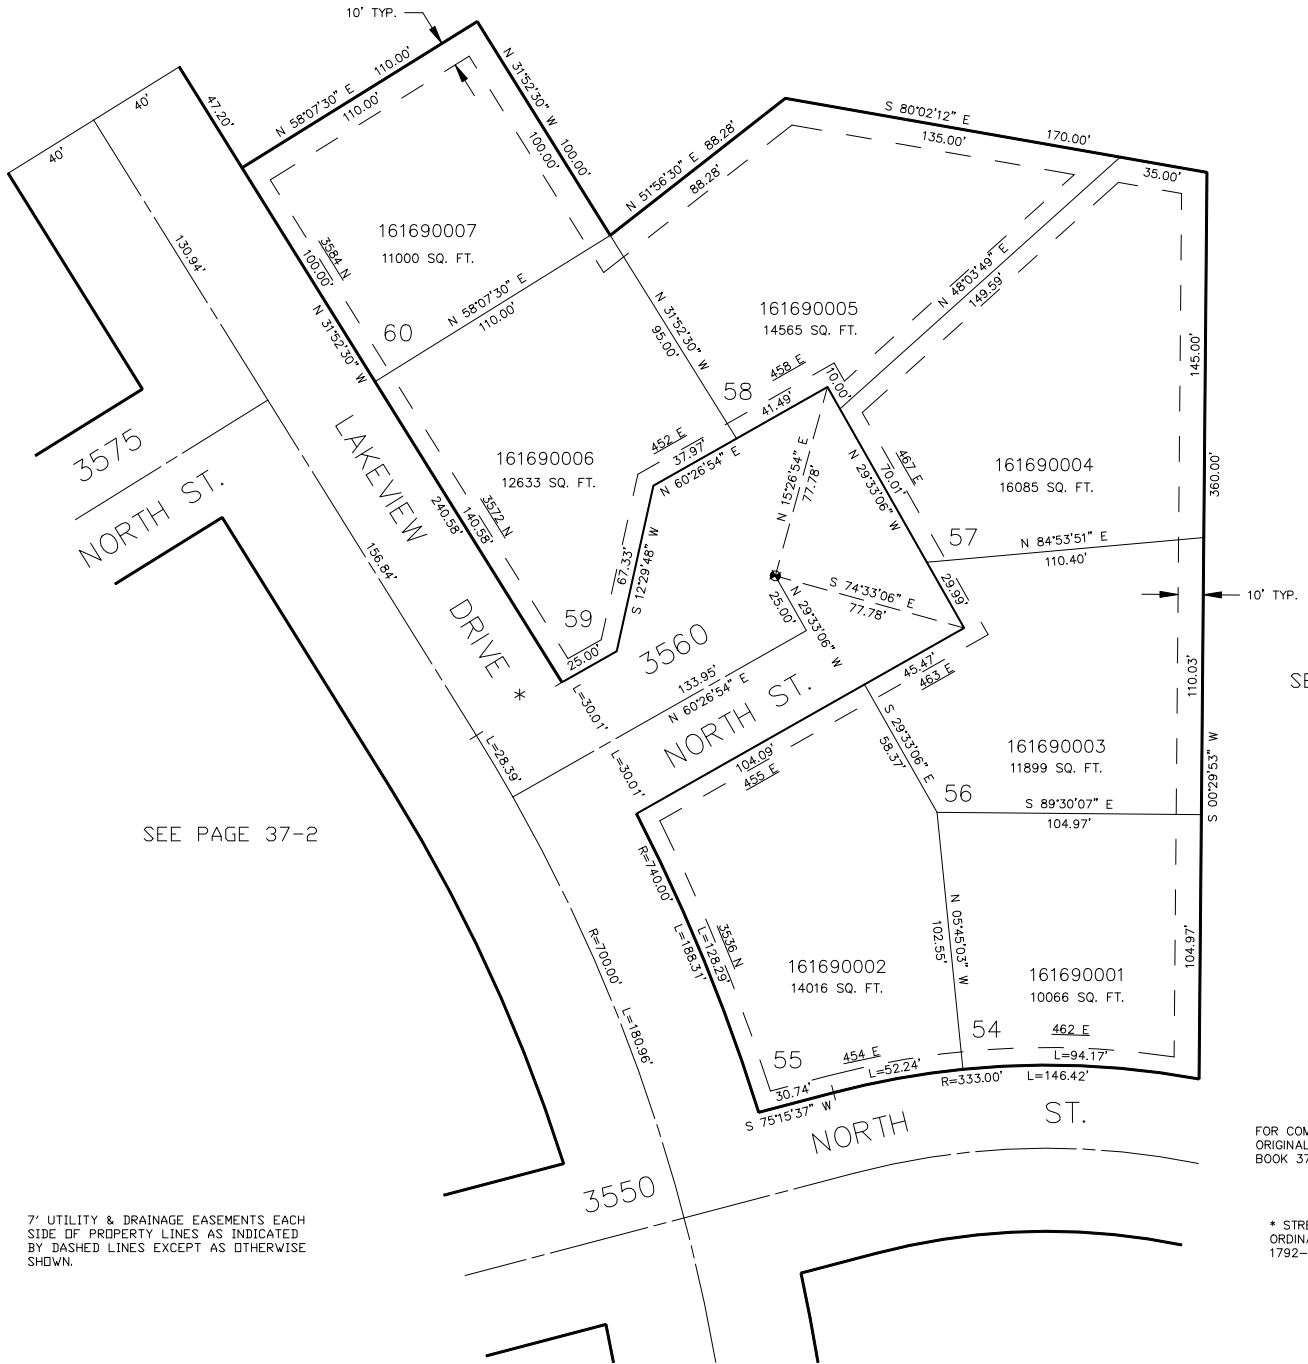 10' TYP.
N 58°07'30" E
110.00'
110.00'
N 31°52'30" W
100.00'
100.00'
47.20'
40'
40'
130.94'
S 80°02'12" E
170.00'
135.00'
35.00'
N 51°56'30" E 88.28'
88.28'
161690007
11000 SQ. FT.
3584 N
100.00'
N 31°52'30" W
N 58°07'30" E
110.00'
60
N 31°52'30" W
95.00'
161690005
14565 SQ. FT.
N 48°03'49" E
149.59'
145.00'
360.00'
58
458 E
41.49'
10.00'
3575
NORTH ST.
LAKEVIEW
DRIVE *
161690006
12633 SQ. FT.
452 E
37.97'
N 60°26'54" E
3572 N
140.58'
240.58'
156.84'
67.33'
S 12°29'48" W
N 15°26'54" E
77.78'
N 29°33'06" W
70.01'
467 E
161690004
16085 SQ. FT.
57
N 84°53'51" E
110.40'
29.99'
S 74°33'06" E
77.78'
25.00'
N 29°33'06" W
10' TYP.
59
25.00'
3560
133.95'
N 60°26'54" E
NORTH ST.
L=30.01'
L=30.01'
L=28.39'
45.47'
463 E
104.09'
455 E
S 29°33'06" E
58.37'
161690003
11899 SQ. FT.
56
110.03'
S 00°29'53" W
S 89°30'07" E
104.97'
SE
SEE PAGE 37-2
R=740.00'
L=188.31'
L=128.29'
3536 N
R=700.00'
L=180.96'
N 05°45'03" W
102.55'
104.97'
161690002
14016 SQ. FT.
161690001
10066 SQ. FT.
55
454 E
54
462 E
L=94.17'
L=52.24'
30.74'
S 75°15'37" W
R=333.00'
L=146.42'
NORTH ST.
3550
FOR COM
ORIGINAL
BOOK 37
7' UTILITY & DRAINAGE EASEMENTS EACH
SIDE OF PROPERTY LINES AS INDICATED
BY DASHED LINES EXCEPT AS OTHERWISE
SHOWN.
* STRE
ORDINA
1792-